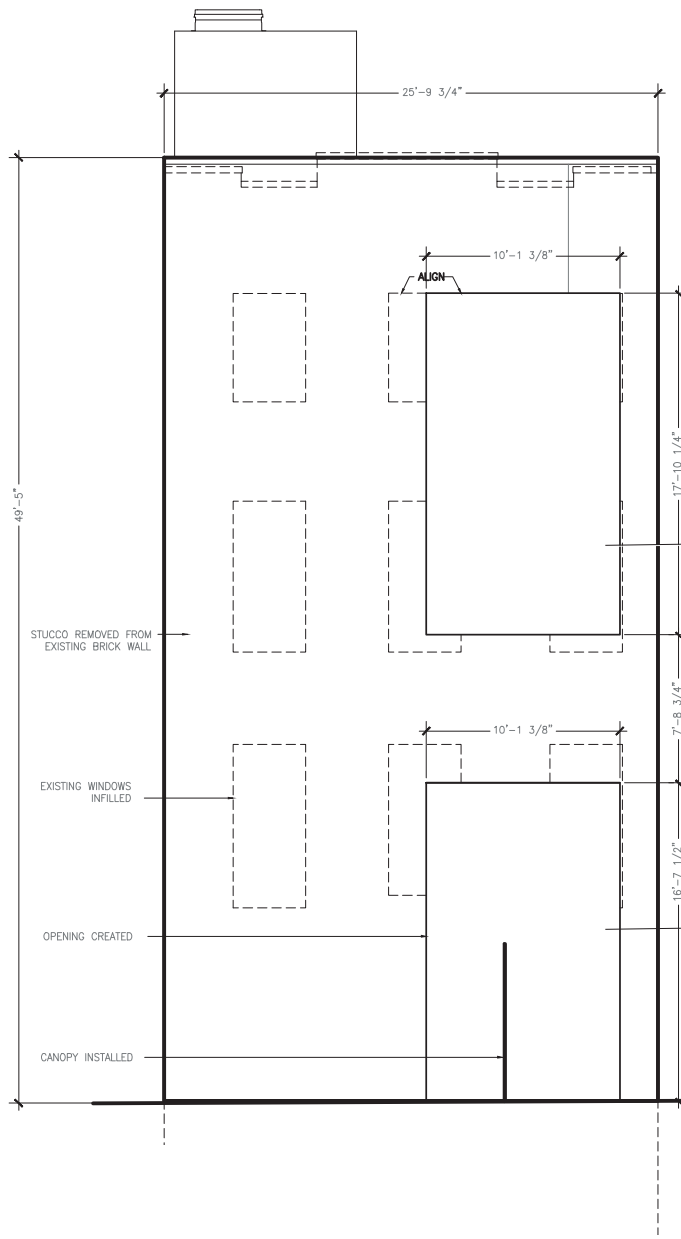 25'-9 3/4"
10'-1 3/8"
ALIGN
17'-10 1/4"
49'-5"
STUCCO REMOVED FROM
EXISTING BRICK WALL
7'-8 3/4"
10'-1 3/8"
EXISTING WINDOWS
INFILLED
16'-7 1/2"
OPENING CREATED
CANOPY INSTALLED